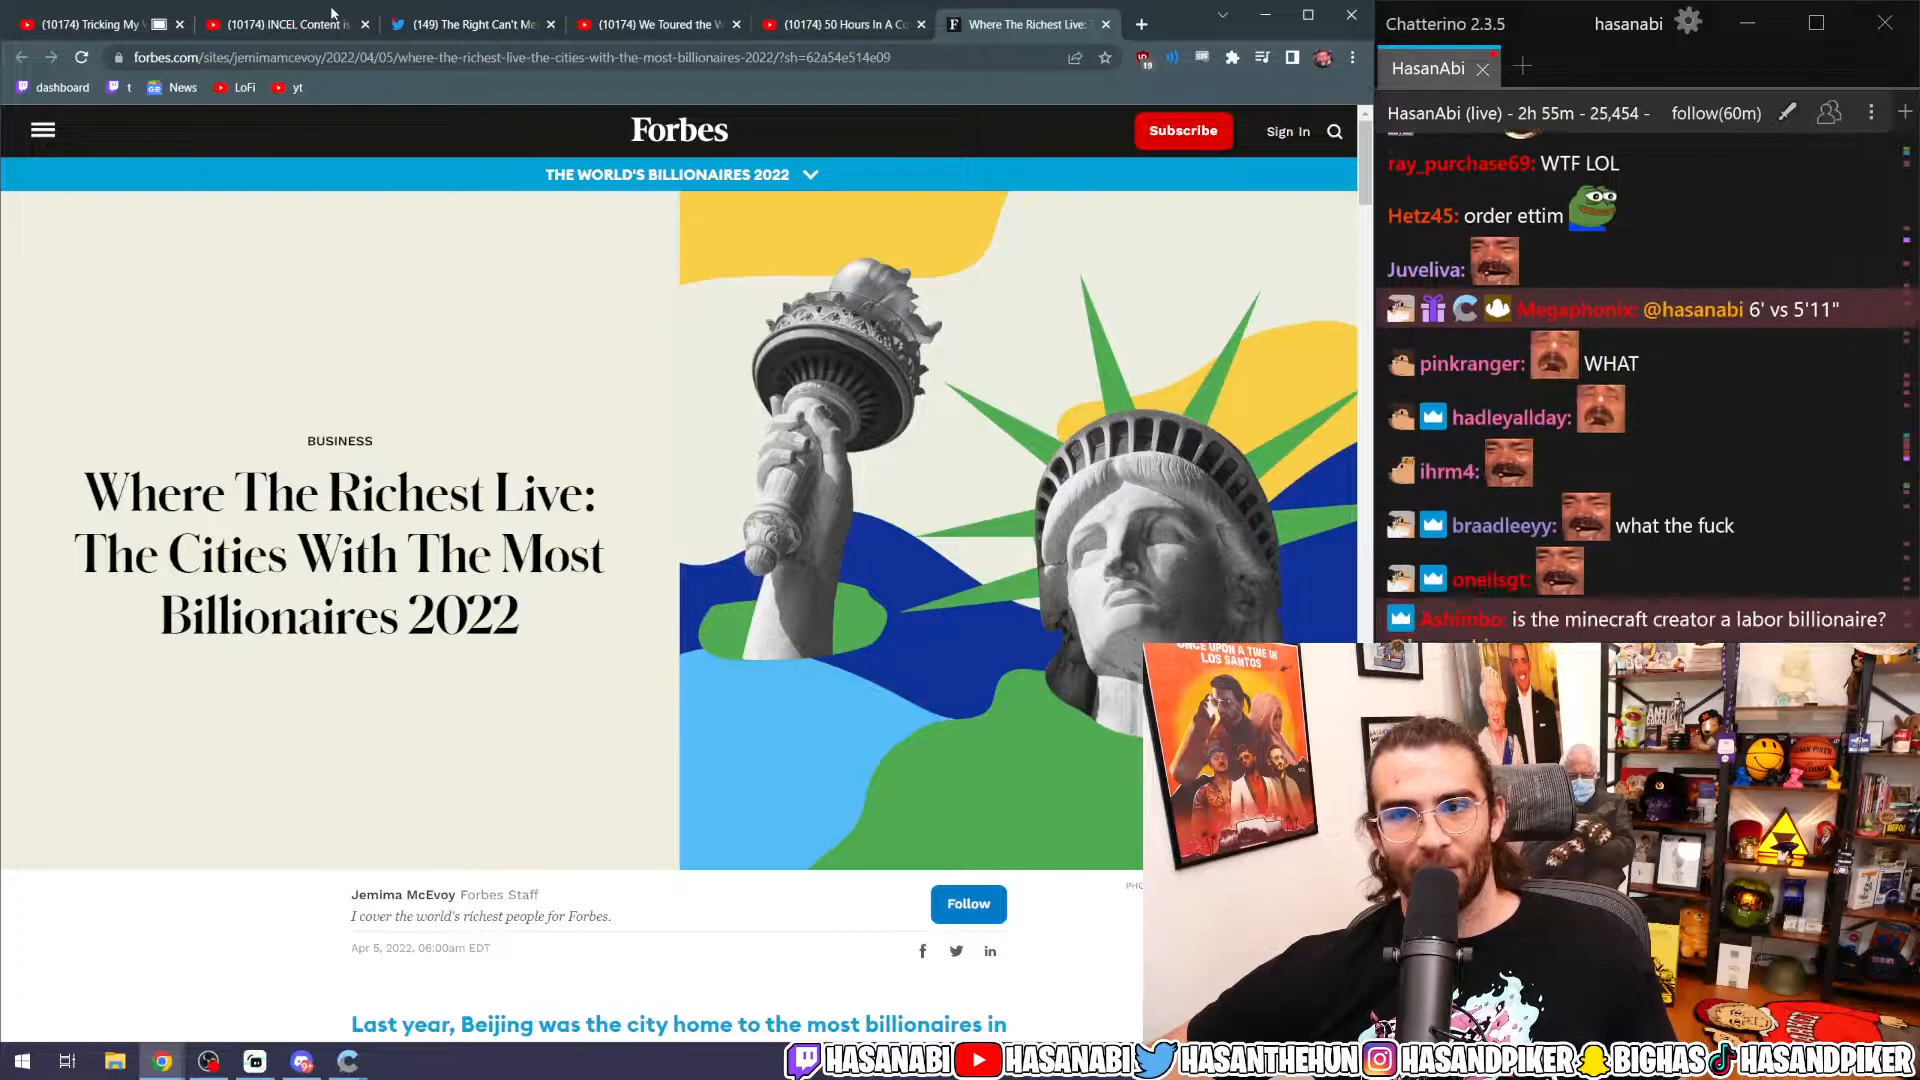 (10174) Tricking My
(10174) INCEL Content is
(149) The Right Can't Me
(10174) We Toured the W
(10174) 50 Hours In A Co
Where The Richest Live:
forbes.com/sites/jemimamcevoy/2022/04/05/where-the-richest-live-the-cities-with-the-most-billionaires-2022/?sh=62a54e514e09
19
dashboard
t
News
LoFi
yt
Forbes
Subscribe
Sign In
THE WORLD'S BILLIONAIRES 2022
BUSINESS
Where The Richest Live:
The Cities With The Most
Billionaires 2022
Jemima McEvoy Forbes Staff
I cover the world's richest people for Forbes.
Follow
Apr 5, 2022, 06:00am EDT
Last year, Beijing was the city home to the most billionaires in
Chatterino 2.3.5
hasanabi
HasanAbi
HasanAbi (live) - 2h 55m - 25,454 -
follow(60m)
ray_purchase69: WTF LOL
Hetz45: order ettim
Juveliva:
Megaphonix: @hasanabi 6' vs 5'11"
pinkranger: WHAT
hadleyallday:
ihrm4:
braadleeyy: what the fuck
oneilsgt:
Ashimbo: is the minecraft creator a labor billionaire?
ONCE UPON A TIME IN
LOS SANTOS
HASANABI
HASANABI
HASANTHEHUN
HASANDPIKER
BIGHAS
HASANDPIKER